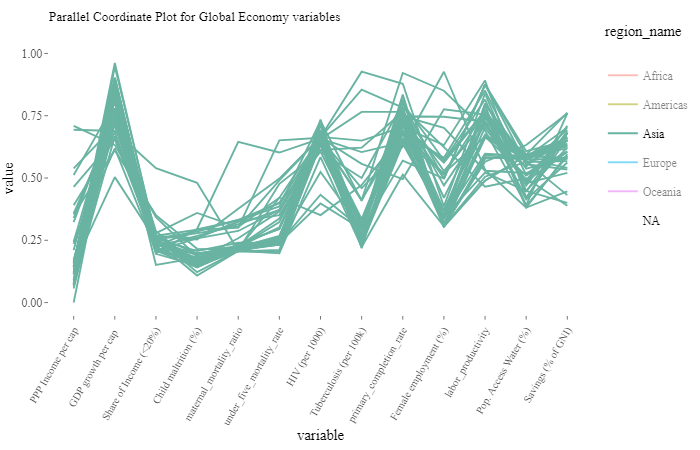 Parallel Coordinate Plot for Global Economy variables
region_name
Africa
Americas
Asia
Europe
Oceania
NA
value
1.00
0.75
0.50
0.25
0.00
PPP Income per cap
GDP growth per cap
Share of Income (<20%)
Child maltrition (%)
maternal_mortality_ratio
under_five_mortality_rate
HIV (per 1000)
Tuberculosis (per 100k)
primary_completion_rate
Female employment (%)
labor_productivity
Pop. Access Water (%)
Savings (% of GNI)
variable